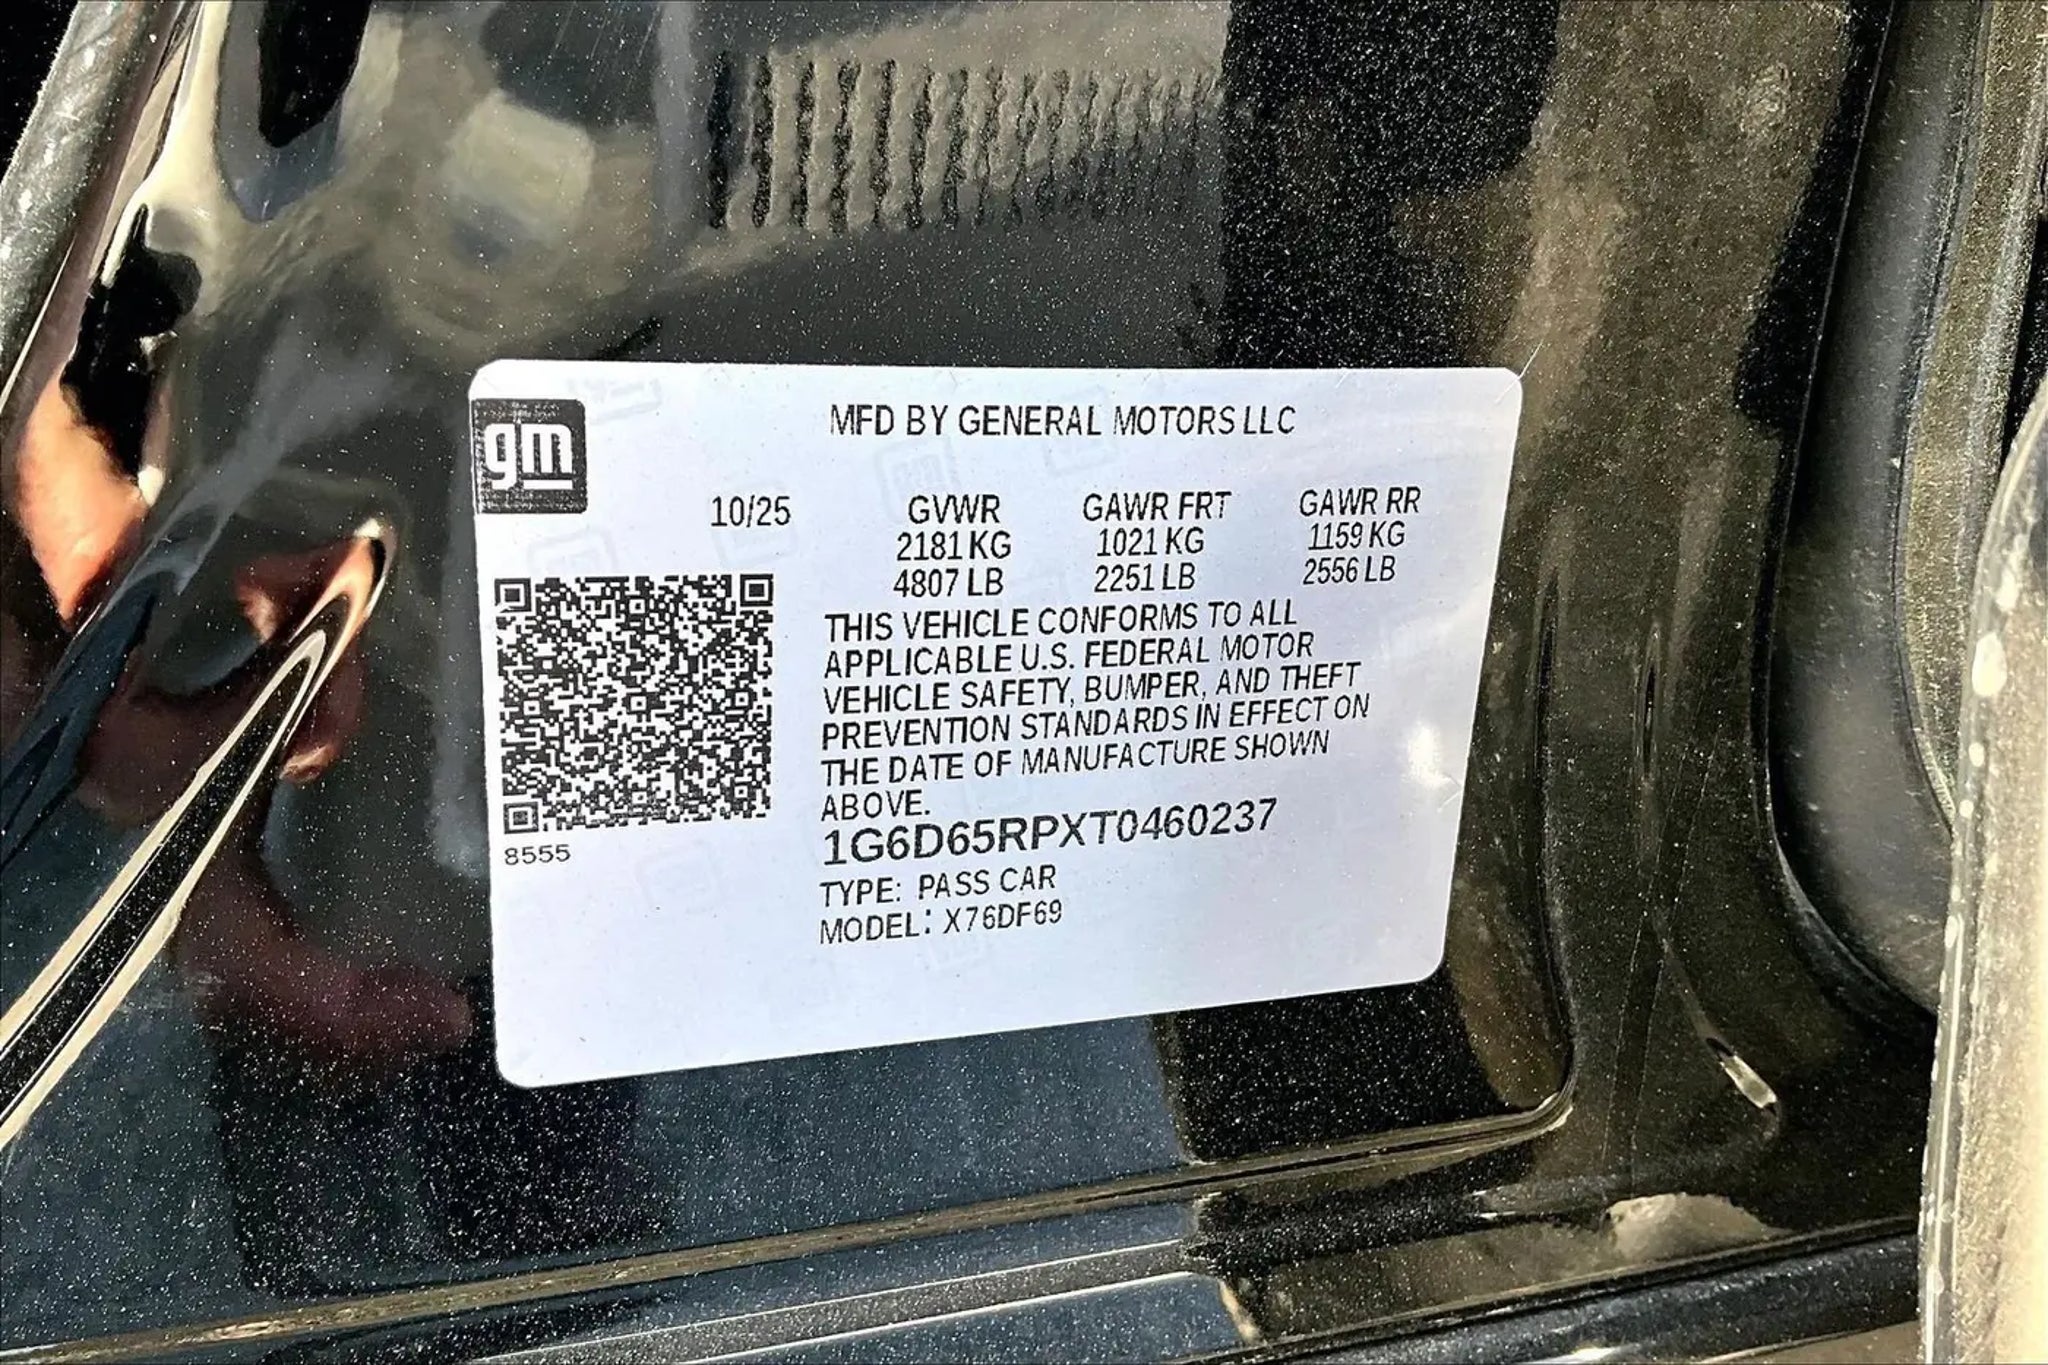 gm
MFD BY GENERAL MOTORS LLC
10/25 GVWR GAWR FRT GAWR RR
2181 KG 1021 KG 1159 KG
4807 LB 2251 LB 2556 LB
THIS VEHICLE CONFORMS TO ALL
APPLICABLE U.S. FEDERAL MOTOR
VEHICLE SAFETY, BUMPER, AND THEFT
PREVENTION STANDARDS IN EFFECT ON
THE DATE OF MANUFACTURE SHOWN
ABOVE.
8555
1G6D65RPXT0460237
TYPE: PASS CAR
MODEL: X76DF69